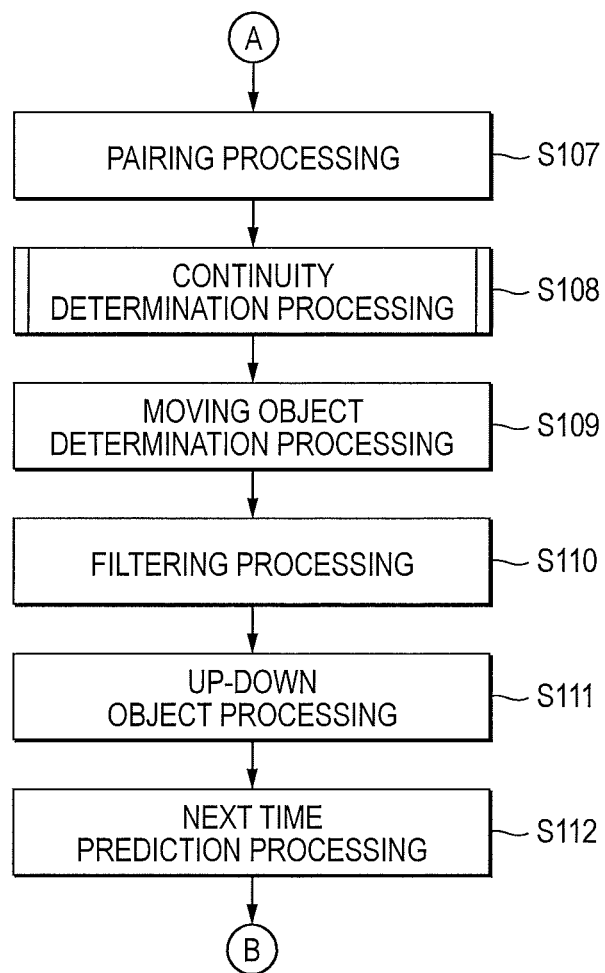 A
PAIRING PROCESSING
S107
CONTINUITY
DETERMINATION PROCESSING
S108
MOVING OBJECT
DETERMINATION PROCESSING
S109
FILTERING PROCESSING
S110
UP-DOWN
OBJECT PROCESSING
S111
NEXT TIME
PREDICTION PROCESSING
S112
B